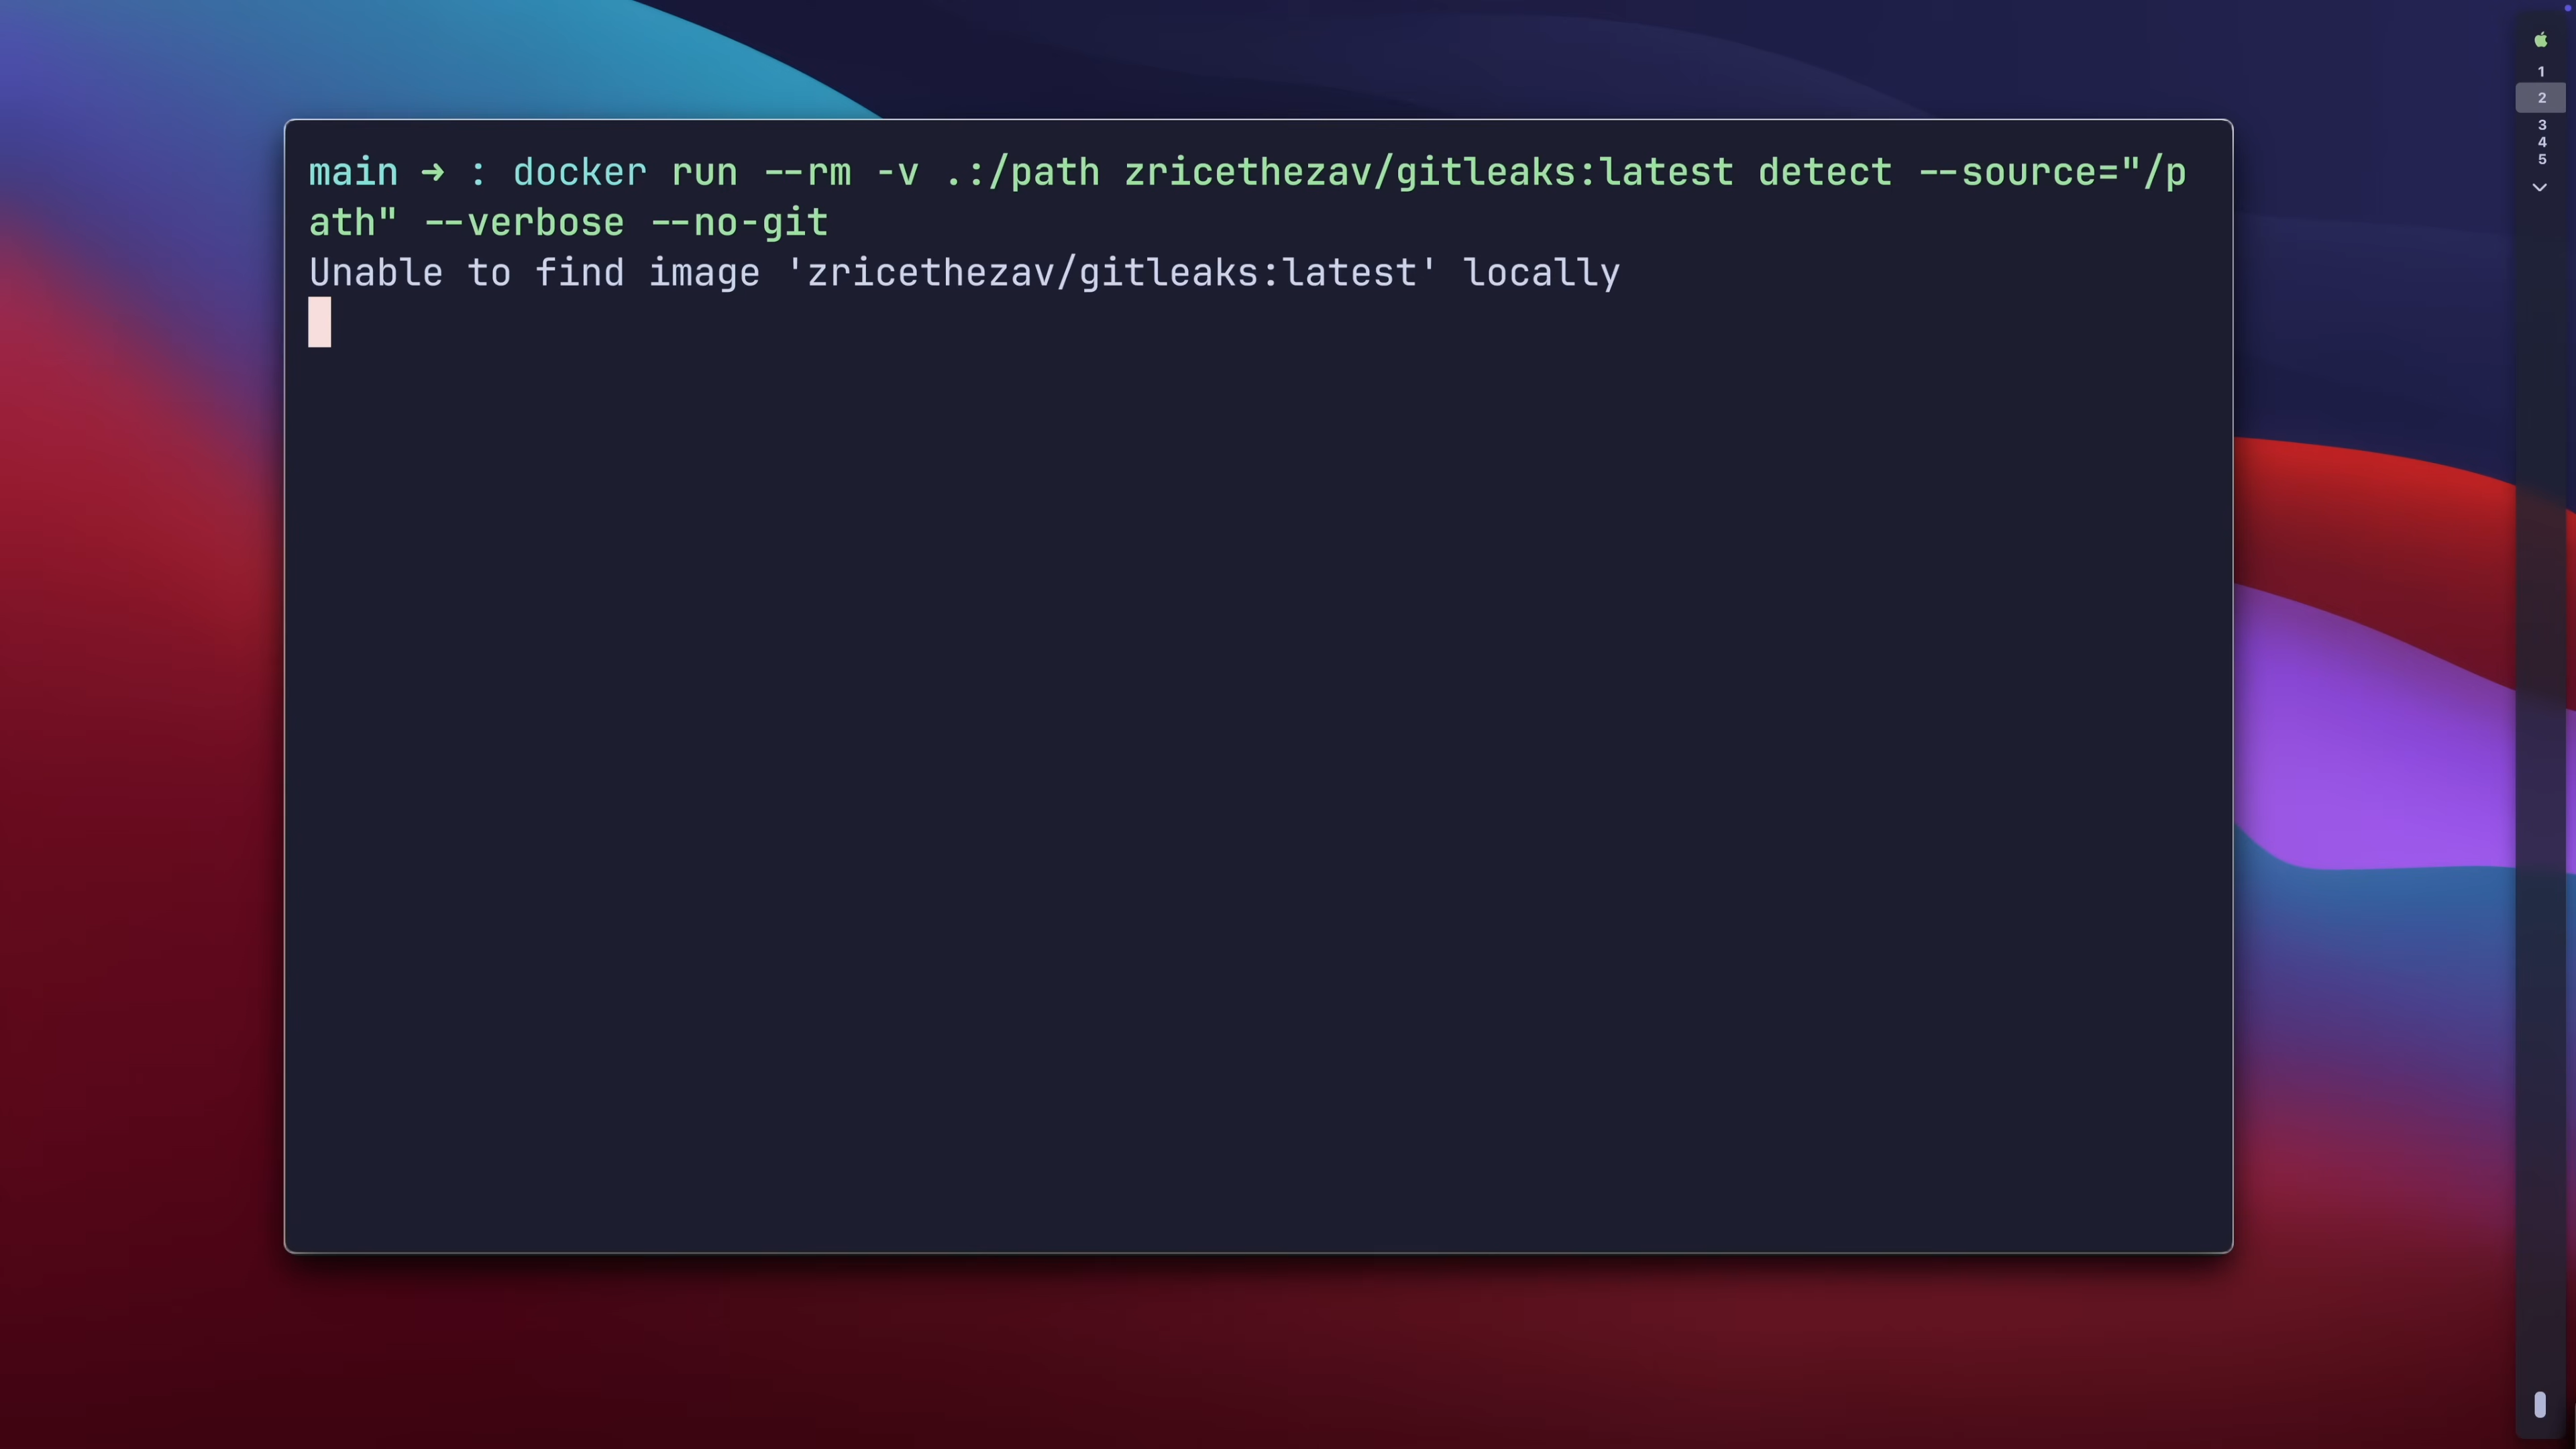 main ➜ : docker run --rm -v .:/path zricethezav/gitleaks:latest detect --source="/p
ath" --verbose --no-git
Unable to find image 'zricethezav/gitleaks:latest' locally
1
2
3
4
5